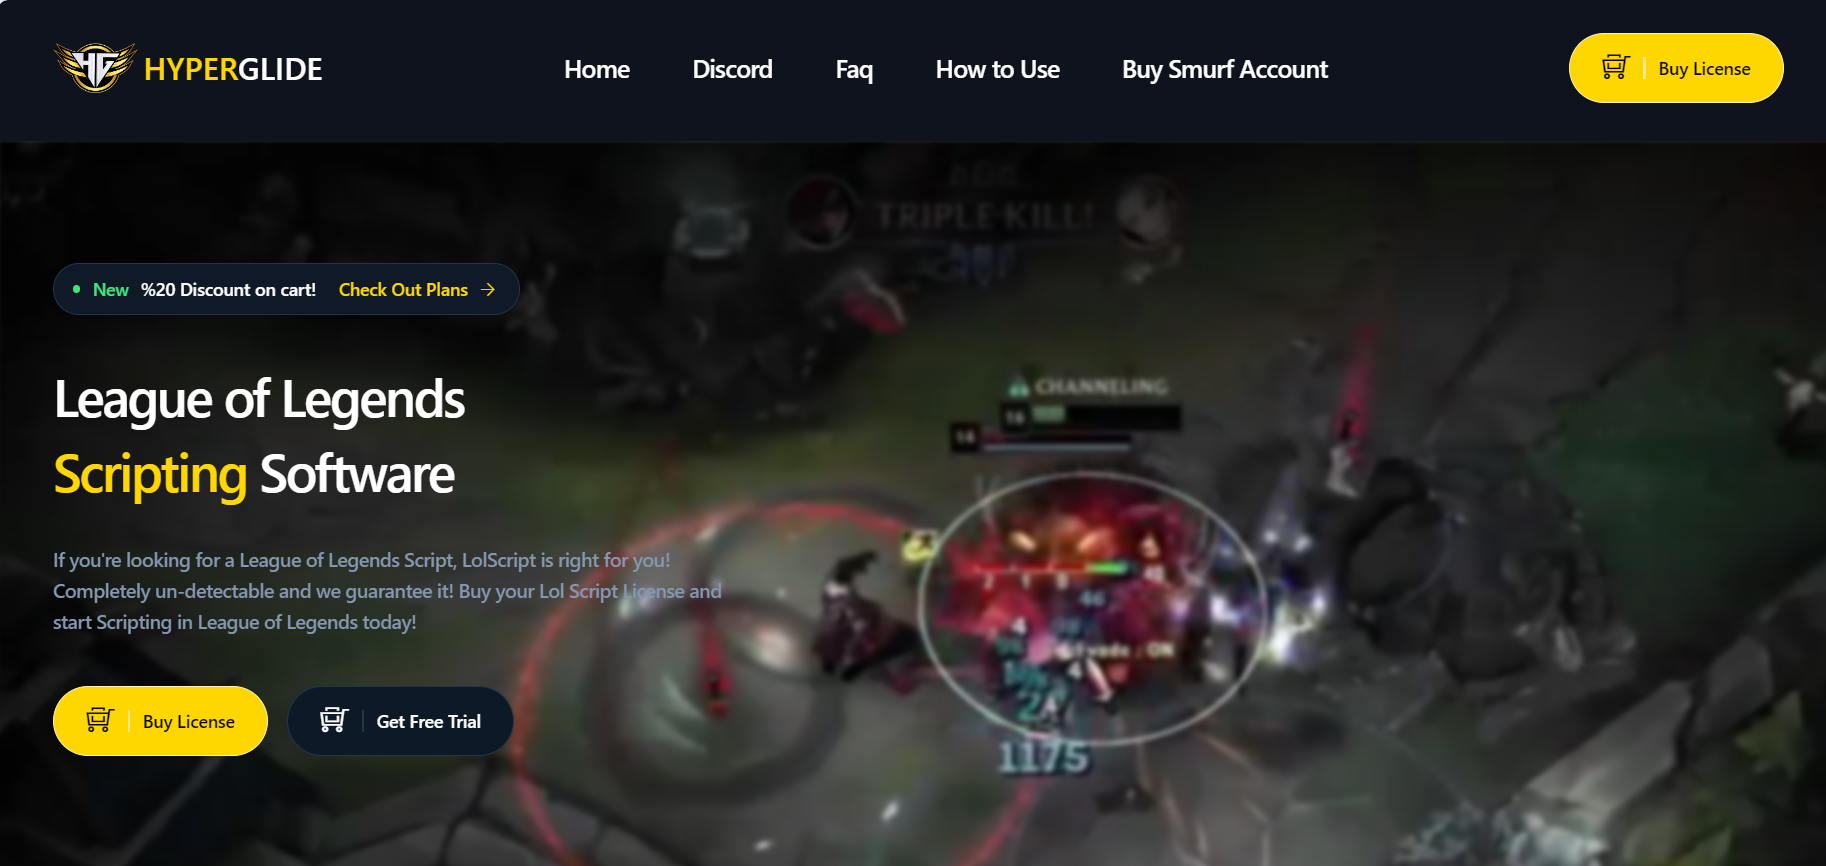 HYPERGLIDE
Home
Discord
Faq
How to Use
Buy Smurf Account
Buy License
New %20 Discount on cart! Check Out Plans
TRIPLE KILL!
League of Legends
Scripting Software
CHANNELING
16
If you're looking for a League of Legends Script, LolScript is right for you!
Completely un-detectable and we guarantee it! Buy your Lol Script License and
start Scripting in League of Legends today!
Buy License
Get Free Trial
1175